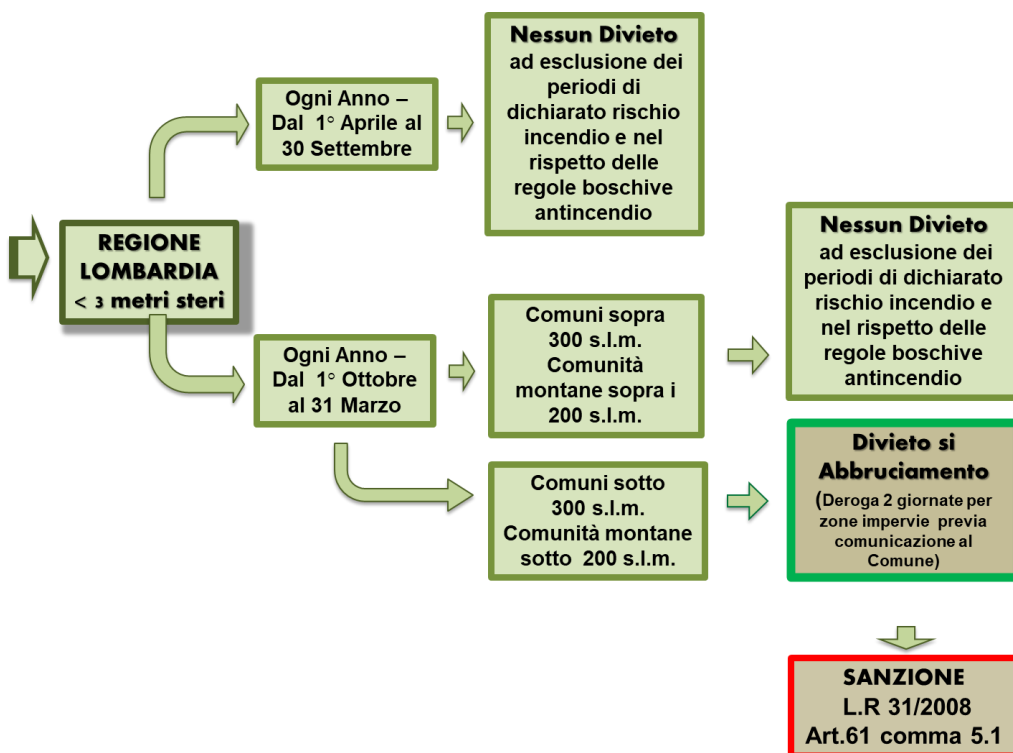 Nessun Divieto
ad esclusione dei
periodi di
dichiarato rischio
incendio e nel
rispetto delle
regole boschive
antincendio
Ogni Anno –
Dal 1° Aprile al
30 Settembre
REGIONE
LOMBARDIA
< 3 metri steri
Ogni Anno –
Dal 1° Ottobre
al 31 Marzo
Comuni sopra
300 s.l.m.
Comunità
montane sopra i
200 s.l.m.
Nessun Divieto
ad esclusione dei
periodi di dichiarato
rischio incendio e
nel rispetto delle
regole boschive
antincendio
Comuni sotto
300 s.l.m.
Comunità montane
sotto 200 s.l.m.
Divieto si
Abbruciamento
(Deroga 2 giornate per
zone impervie previa
comunicazione al
Comune)
SANZIONE
L.R 31/2008
Art.61 comma 5.1